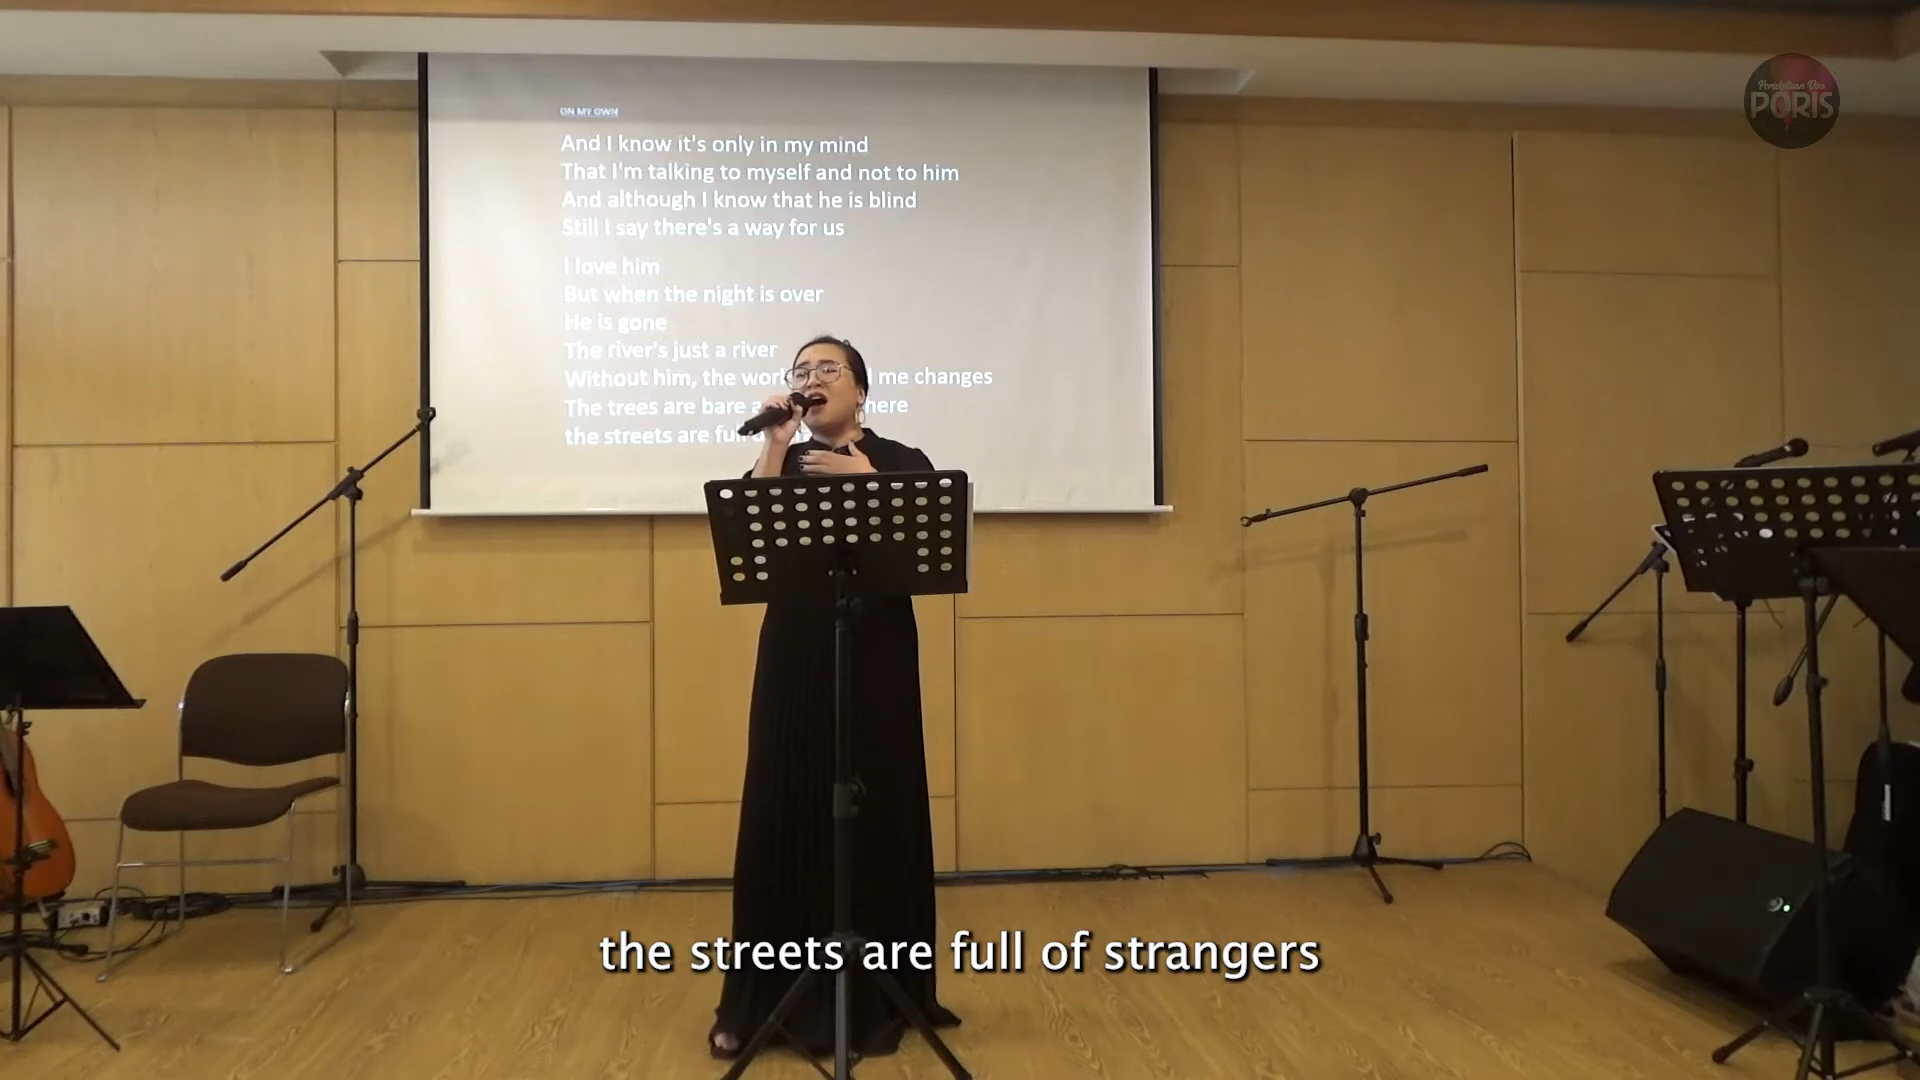 PORIS
ON MY OWN
And I know it's only in my mind
That I'm talking to myself and not to him
And although I know that he is blind
Still I say there's a way for us
I love him
But when the night is over
He is gone
The river's just a river
Without him, the me changes
The trees are bare
the streets are full
the streets are full of strangers